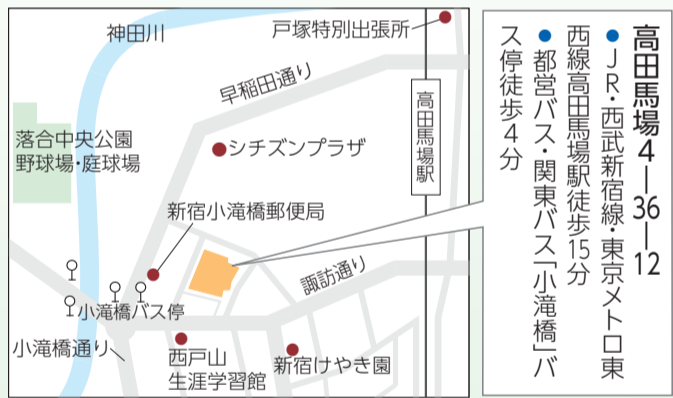 神田川
戸塚特別出張所
早稲田通り
高田馬場駅
落合中央公園
野球場・庭球場
シチズンプラザ
新宿小滝橋郵便局
諏訪通り
小滝橋バス停
小滝橋通り
西戸山
生涯学習館
新宿けやき園
高田馬場4―36―12
●JR・西武新宿線・東京メトロ東
西線高田馬場駅徒歩15分
●都営バス・関東バス「小滝橋」バ
ス停徒歩4分